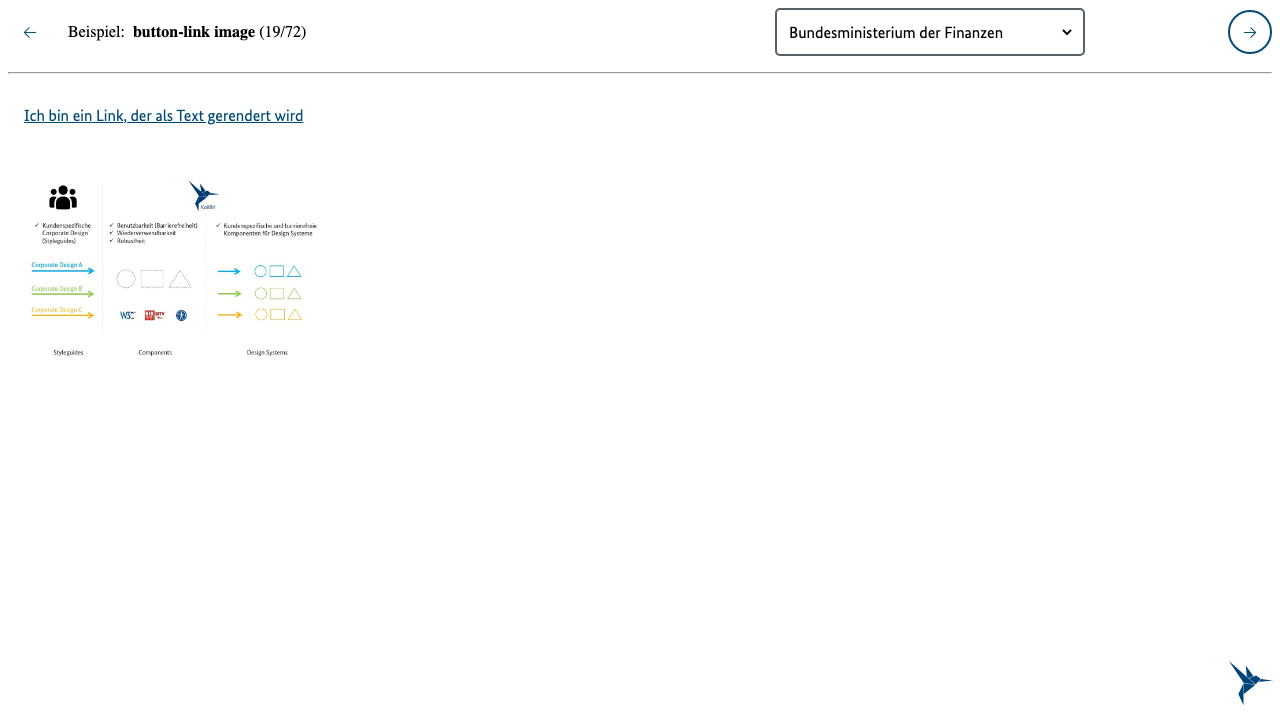 Beispiel: button-link image (19/72)
Bundesministerium der Finanzen
Ich bin ein Link, der als Text gerendert wird
KoliBri
✓ Kundenspezifische
Corporate Design
(Styleguides)
✓ Benutzbarkeit (Barrierefreiheit)
✓ Wiederverwendbarkeit
✓ Robustheit
✓ Kundenspezifische und barrierefreie
Komponenten für Design Systeme
Corporate Design A
Corporate Design B
Corporate Design C
W3C
Styleguides
Components
Design Systems